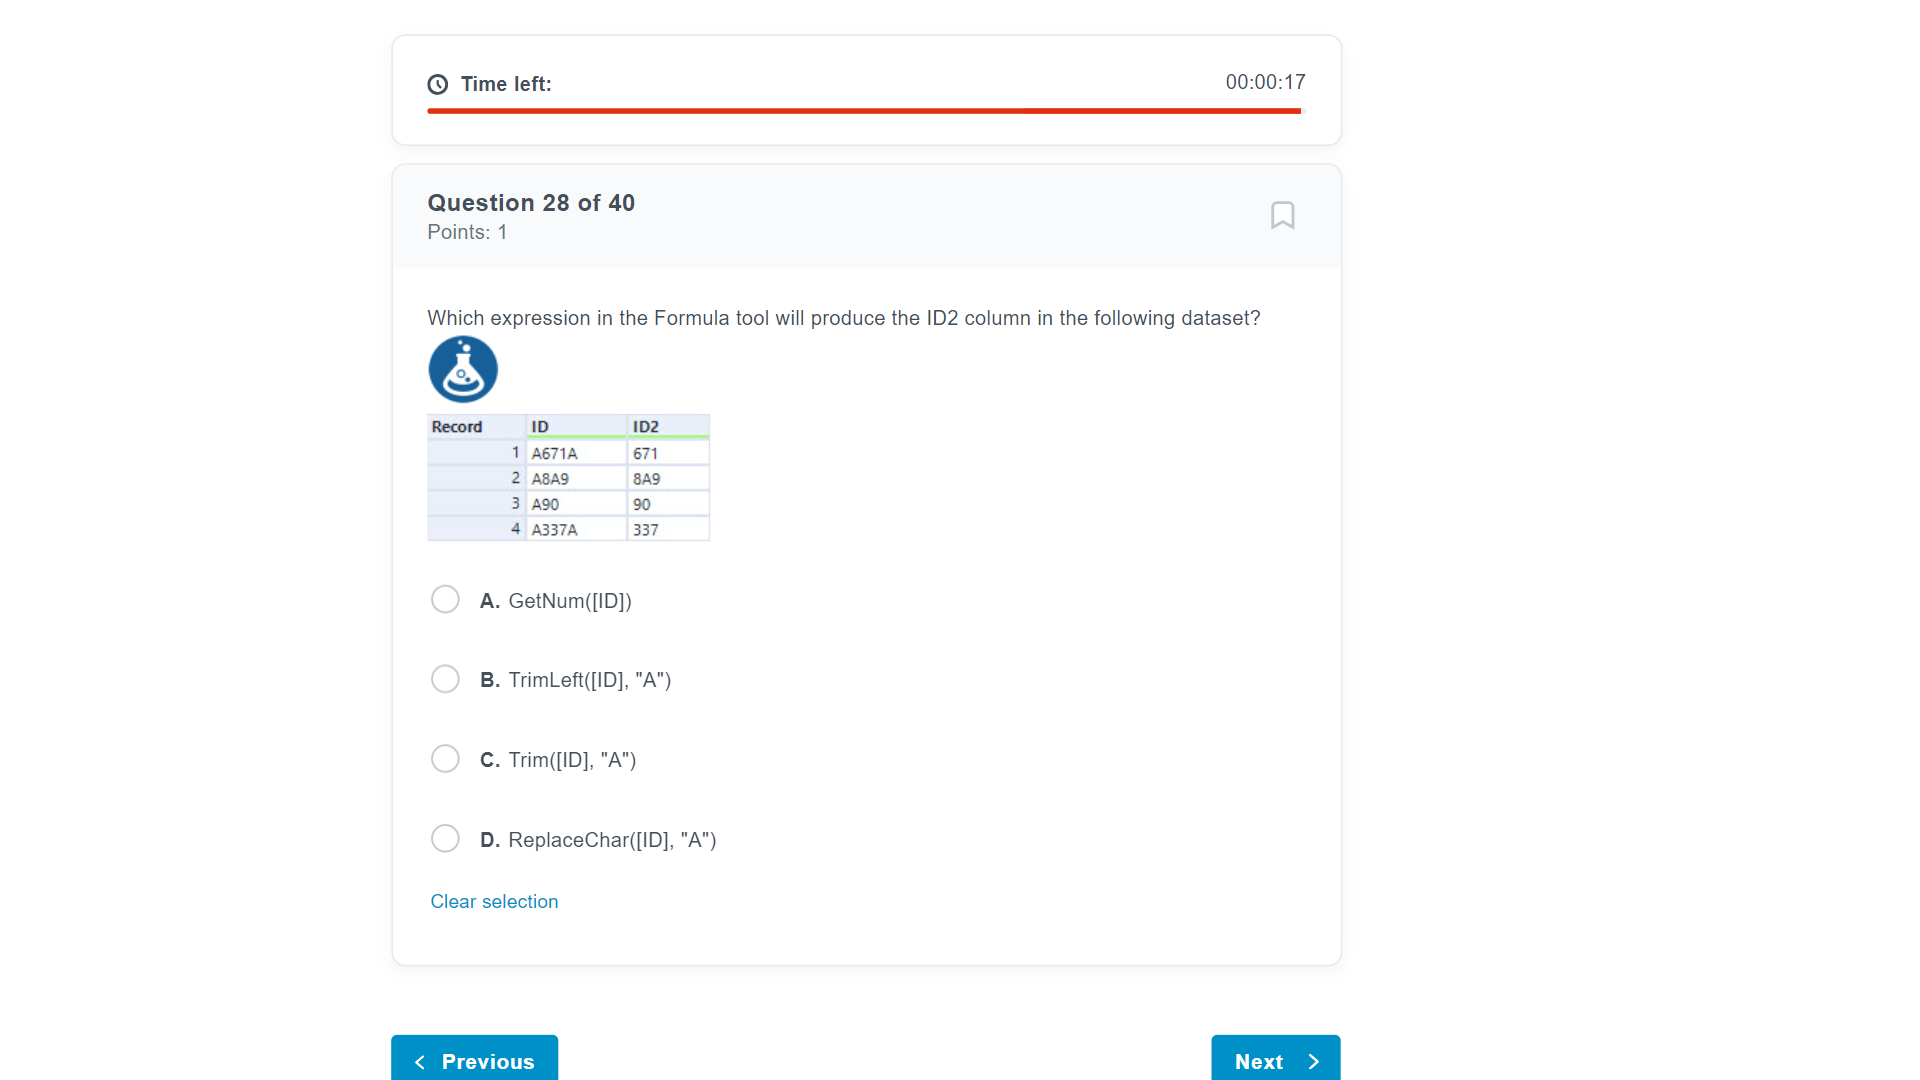 Time left:
00:00:17
Question 28 of 40
Points: 1
Which expression in the Formula tool will produce the ID2 column in the following dataset?
Record ID ID2
1 A671A 671
2 A8A9 8A9
3 A90 90
4 A337A 337
A. GetNum([ID])
B. TrimLeft([ID], "A")
C. Trim([ID], "A")
D. ReplaceChar([ID], "A")
Clear selection
Previous
Next